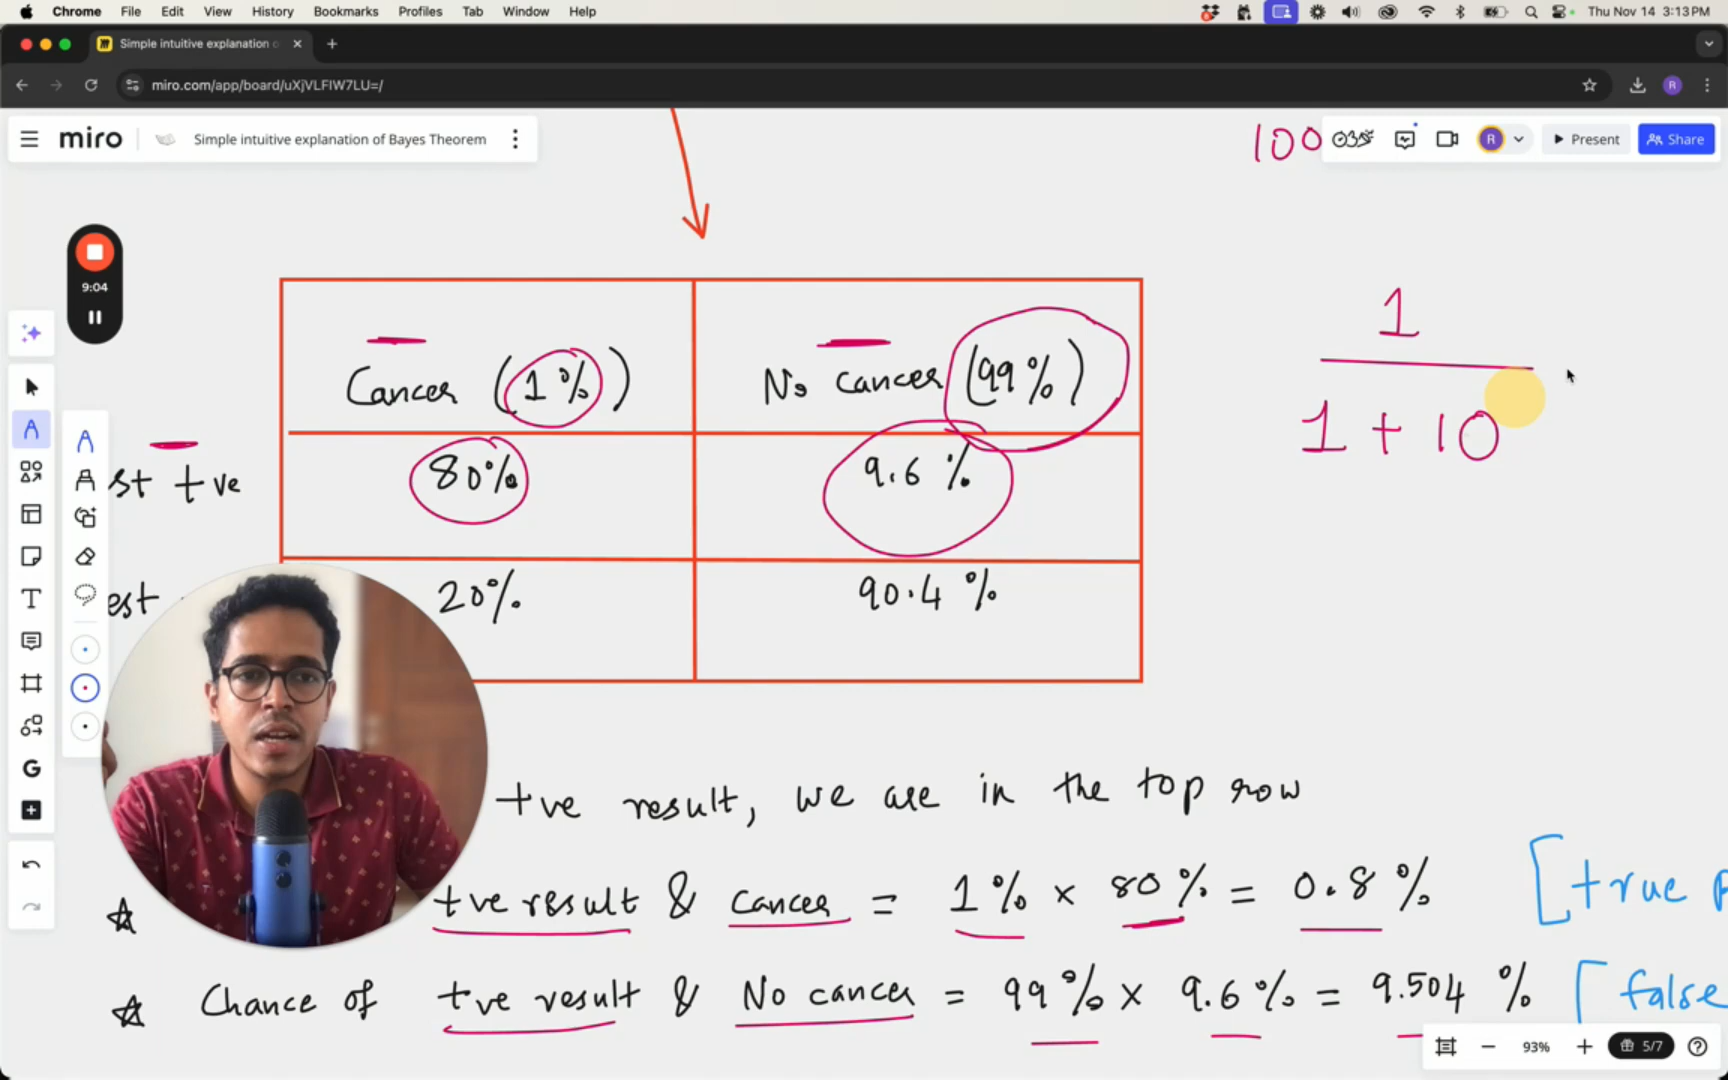 Chrome File Edit View History Bookmarks Profiles Tab Window Help Thu Nov 14 3:13 PM
Simple intuitive explanation o
miro.com/app/board/uXjVLFIW7LU=/ R
miro Simple intuitive explanation of Bayes Theorem 100 R Present Share
9:04
1
1 + 10
Cancer (1%) No cancer (99%)
st +ve 80% 9.6 %
est 20% 90.4 %
T
G
+ve result, we are in the top row
+ve result & Cancer = 1% × 80% = 0.8% [true
Chance of +ve result & No cancer = 99% × 9.6% = 9.504 % [false
93% 5/7